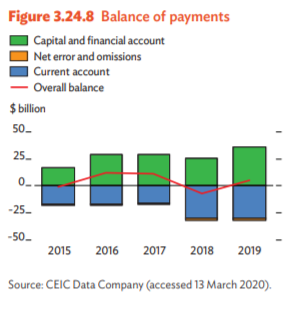 Figure 3.24.8 Balance of payments
Capital and financial account
Net error and omissions
Current account
Overall balance
$ billion
50
25
0
-25
-50
2015 2016 2017 2018 2019
Source: CEIC Data Company (accessed 13 March 2020).